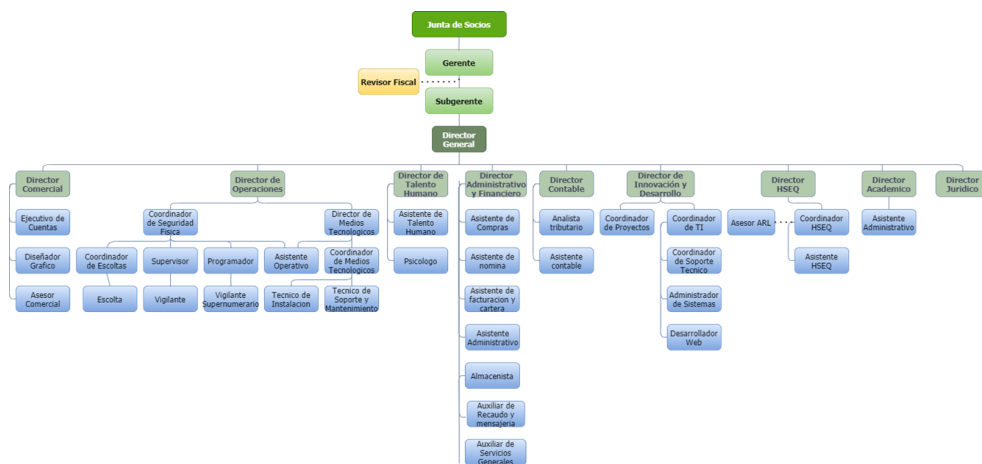 Junta de Socios
Gerente
Revisor Fiscal
Subgerente
Director
General
Director
Comercial
Director
de Operaciones
Director de
Talento
Humano
Director
Administrativo
y Financiero
Director
Contable
Director de
Innovación y
Desarrollo
Director
HSEQ
Director
Academico
Director
Juridico
Ejecutivo de
Cuentas
Coordinador
de Seguridad
Fisica
Director de
Medios
Tecnologicos
Asistente de
Talento
Humano
Asistente de
Compras
Analista
tributario
Coordinador
de Proyectos
Coordinador
de TI
Asesor ARL
Coordinador
HSEQ
Asistente
Administrativo
Diseñador
Grafico
Coordinador
de Escoltas
Supervisor
Programador
Asistente
Operativo
Coordinador
de Medios
Tecnologicos
Psicologo
Asistente de
nomina
Asistente
contable
Coordinador
de Soporte
Tecnico
Asistente
HSEQ
Asesor
Comercial
Escolta
Vigilante
Vigilante
Supernumerario
Tecnico de
Instalacion
Tecnico de
Soporte y
Mantenimiento
Asistente de
facturacion y
cartera
Administrador
de Sistemas
Asistente
Administrativo
Desarrollador
Web
Almacenista
Auxiliar de
Recaudo y
mensajeria
Auxiliar de
Servicios
Generales